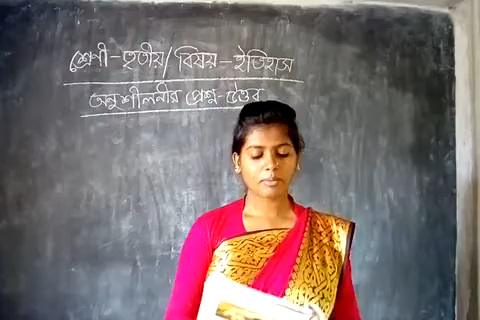 শ্রেণী-তৃতীয়/বিষয়-ইতিহাস
অনুশীলনীর প্রশ্ন-উত্তর